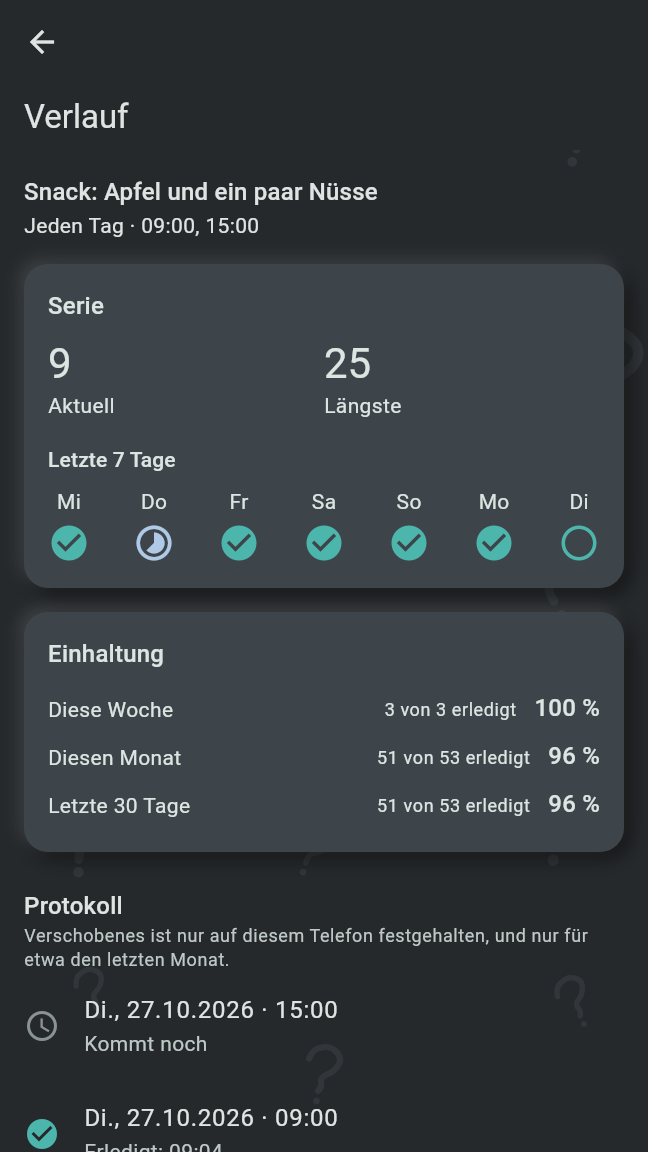 Verlauf
Snack: Apfel und ein paar Nüsse
Jeden Tag · 09:00, 15:00
Serie
9
25
Aktuell
Längste
Letzte 7 Tage
Mi Do Fr Sa So Mo Di
Einhaltung
Diese Woche 3 von 3 erledigt 100 %
Diesen Monat 51 von 53 erledigt 96 %
Letzte 30 Tage 51 von 53 erledigt 96 %
Protokoll
Verschobenes ist nur auf diesem Telefon festgehalten, und nur für
etwa den letzten Monat.
Di., 27.10.2026 · 15:00
Kommt noch
Di., 27.10.2026 · 09:00
Erledigt: 09:04